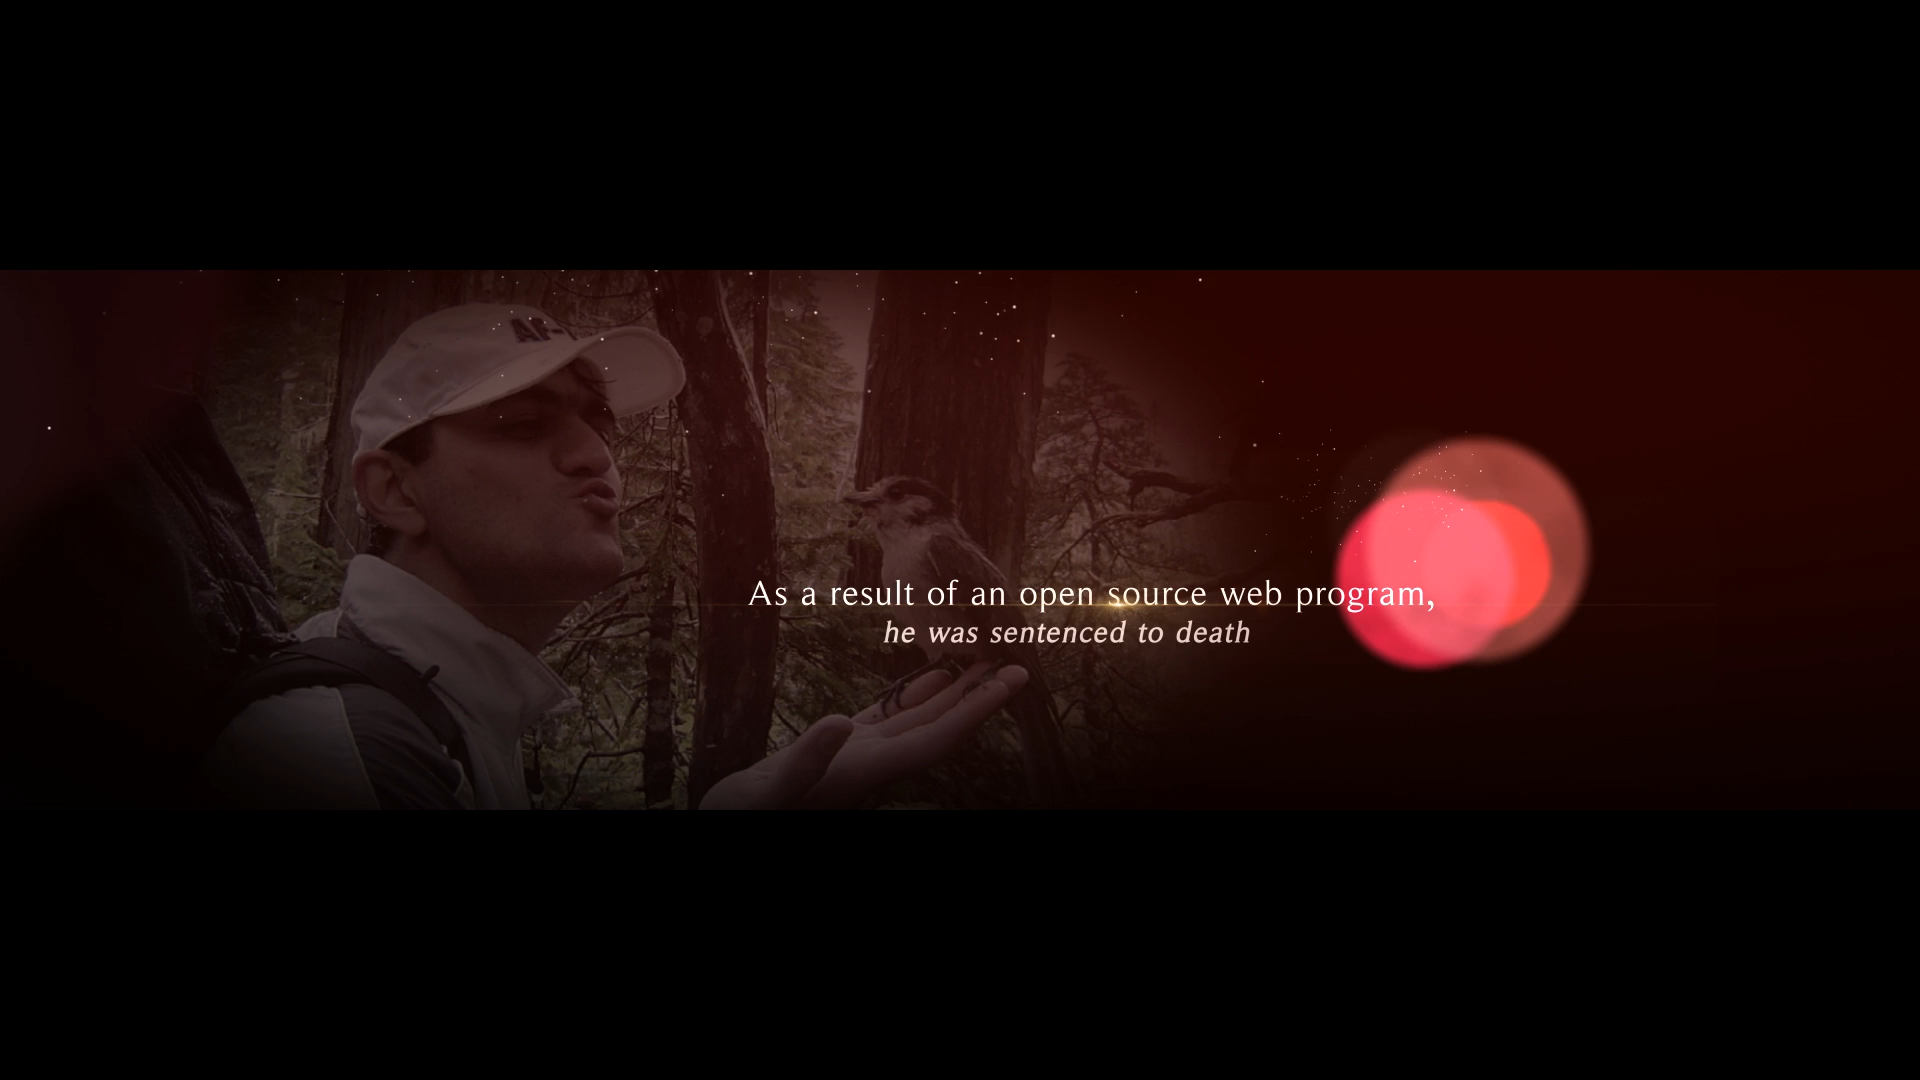 As a result of an open source web program,
he was sentenced to death